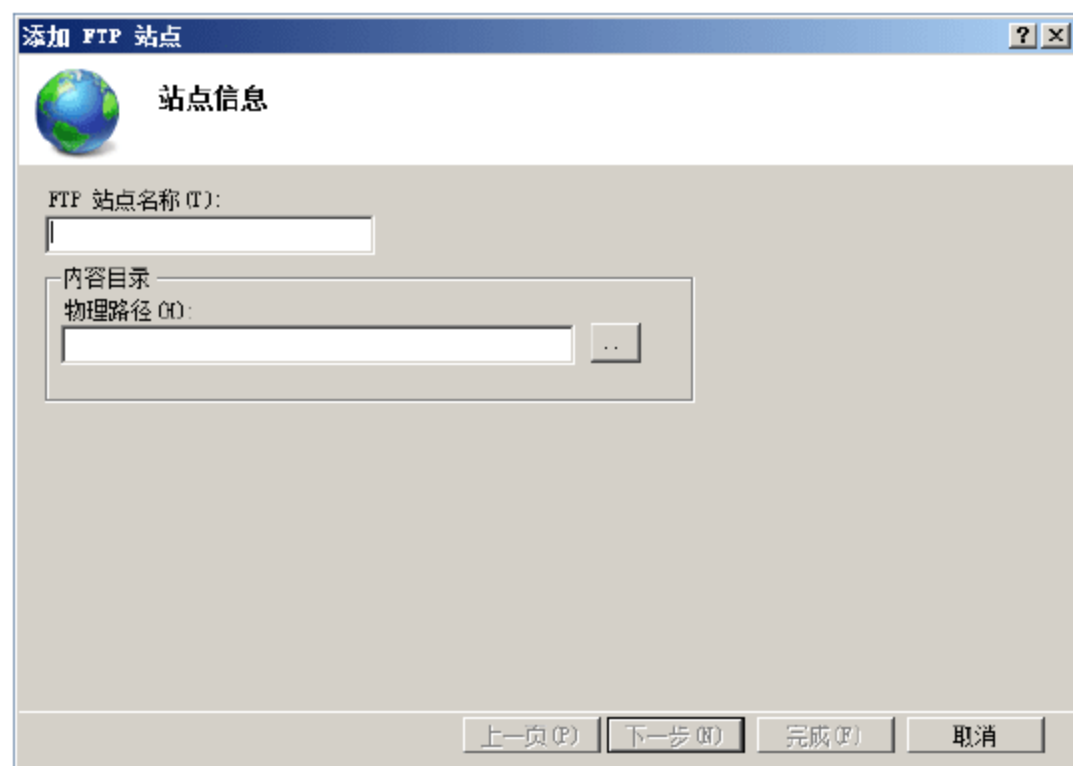 添加 FTP 站点
站点信息
FTP 站点名称(T):
内容目录
物理路径(H):
..
上一页(P) 下一步(N) 完成(F) 取消